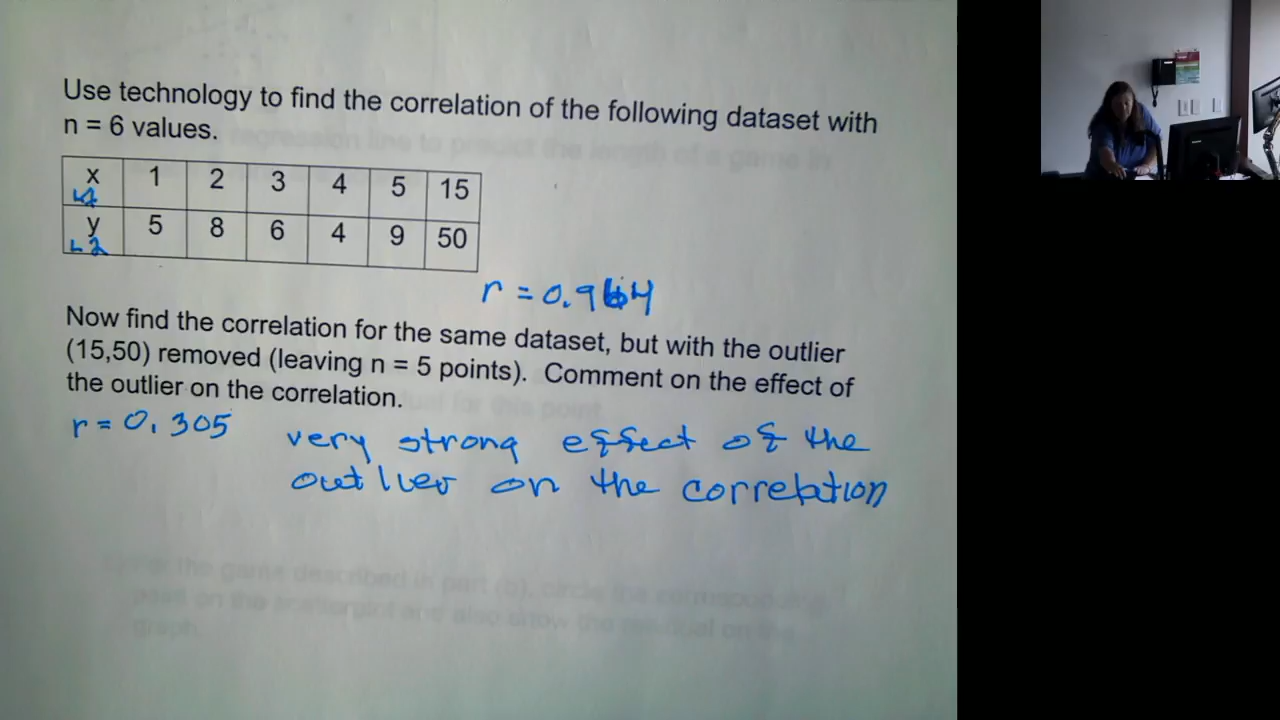 Use technology to find the correlation of the following dataset with
n = 6 values.
x 1 2 3 4 5 15
L1
y 5 8 6 4 9 50
L2
r = 0.964
Now find the correlation for the same dataset, but with the outlier
(15,50) removed (leaving n = 5 points). Comment on the effect of
the outlier on the correlation.
r = 0.305 very strong effect of the
outlier on the correlation